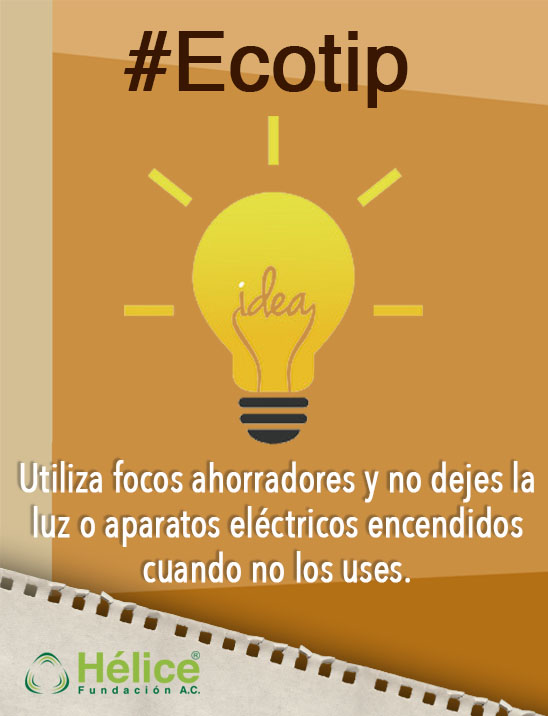 #Ecotip
idea
Utiliza focos ahorradores y no dejes la
luz o aparatos eléctricos encendidos
cuando no los uses.
Hélice®
Fundación A.C.